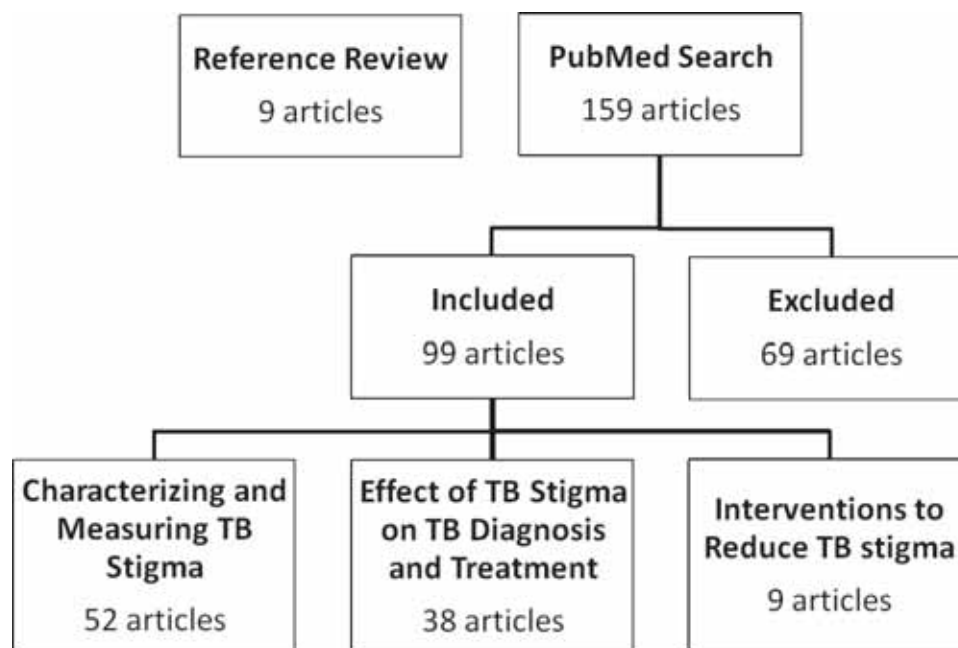 Reference Review
9 articles
PubMed Search
159 articles
Included
99 articles
Excluded
69 articles
Characterizing and
Measuring TB
Stigma
52 articles
Effect of TB Stigma
on TB Diagnosis
and Treatment
38 articles
Interventions to
Reduce TB stigma
9 articles